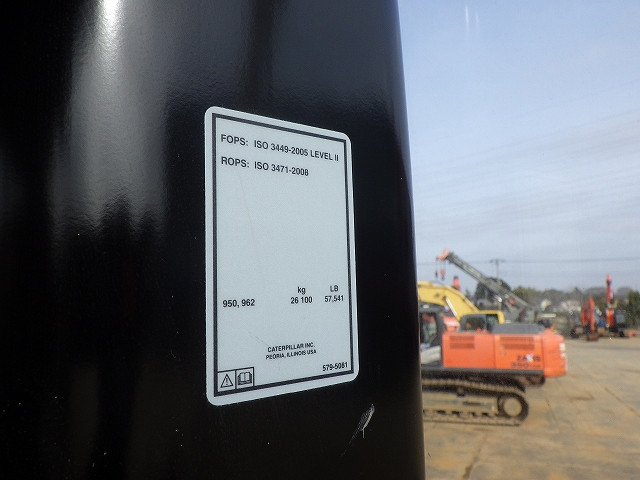 FOPS: ISO 3449-2005 LEVEL II
ROPS: ISO 3471-2008
kg LB
950, 962 26 100 57,541
CATERPILLAR INC.
PEORIA, ILLINOIS USA
579-5081